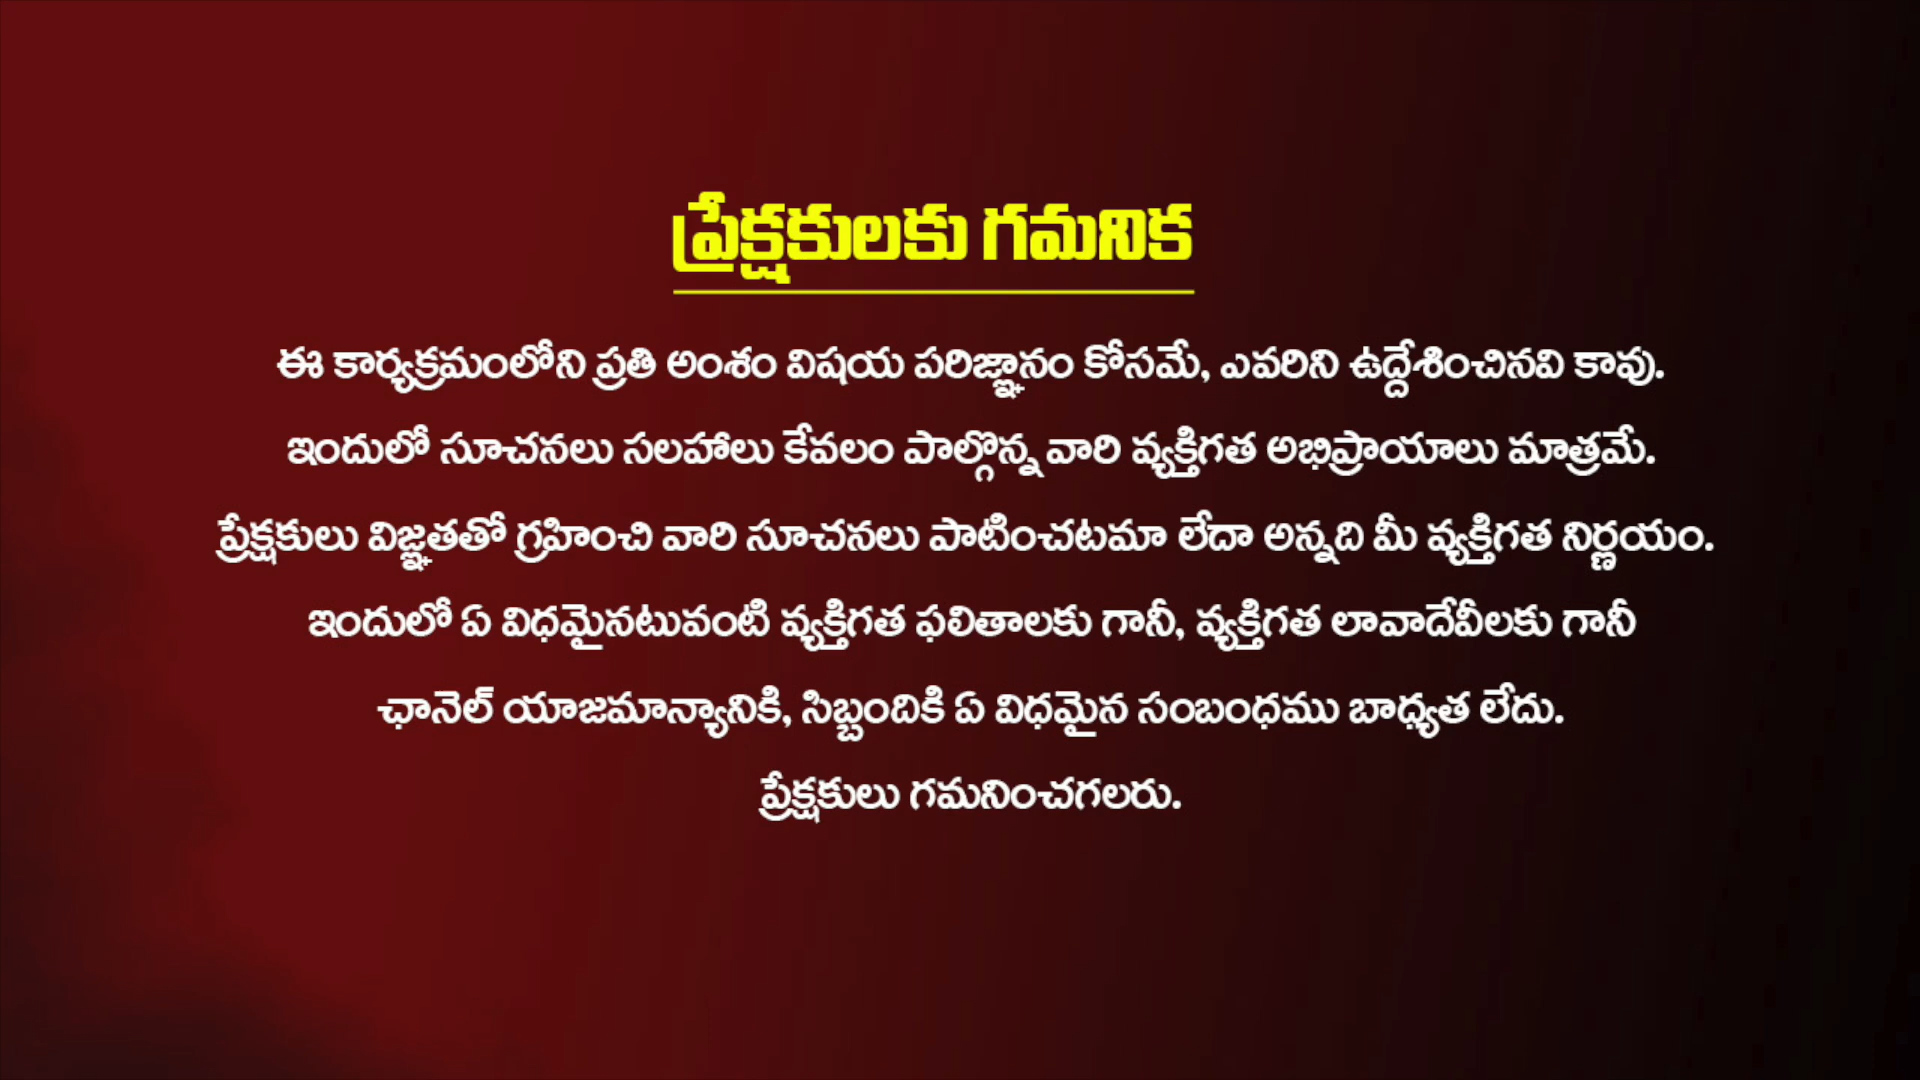 ప్రేక్షకులకు గమనిక
ఈ కార్యక్రమంలోని ప్రతి అంశం విషయ పరిజ్ఞానం కోసమే, ఎవరిని ఉద్దేశించినవి కావు.
ఇందులో సూచనలు సలహాలు కేవలం పాల్గొన్న వారి వ్యక్తిగత అభిప్రాయాలు మాత్రమే.
ప్రేక్షకులు విజ్ఞతతో గ్రహించి వారి సూచనలు పాటించటమా లేదా అన్నది మీ వ్యక్తిగత నిర్ణయం.
ఇందులో ఏ విధమైనటువంటి వ్యక్తిగత ఫలితాలకు గానీ, వ్యక్తిగత లావాదేవీలకు గానీ
ఛానెల్ యాజమాన్యానికి, సిబ్బందికి ఏ విధమైన సంబంధము బాధ్యత లేదు.
ప్రేక్షకులు గమనించగలరు.